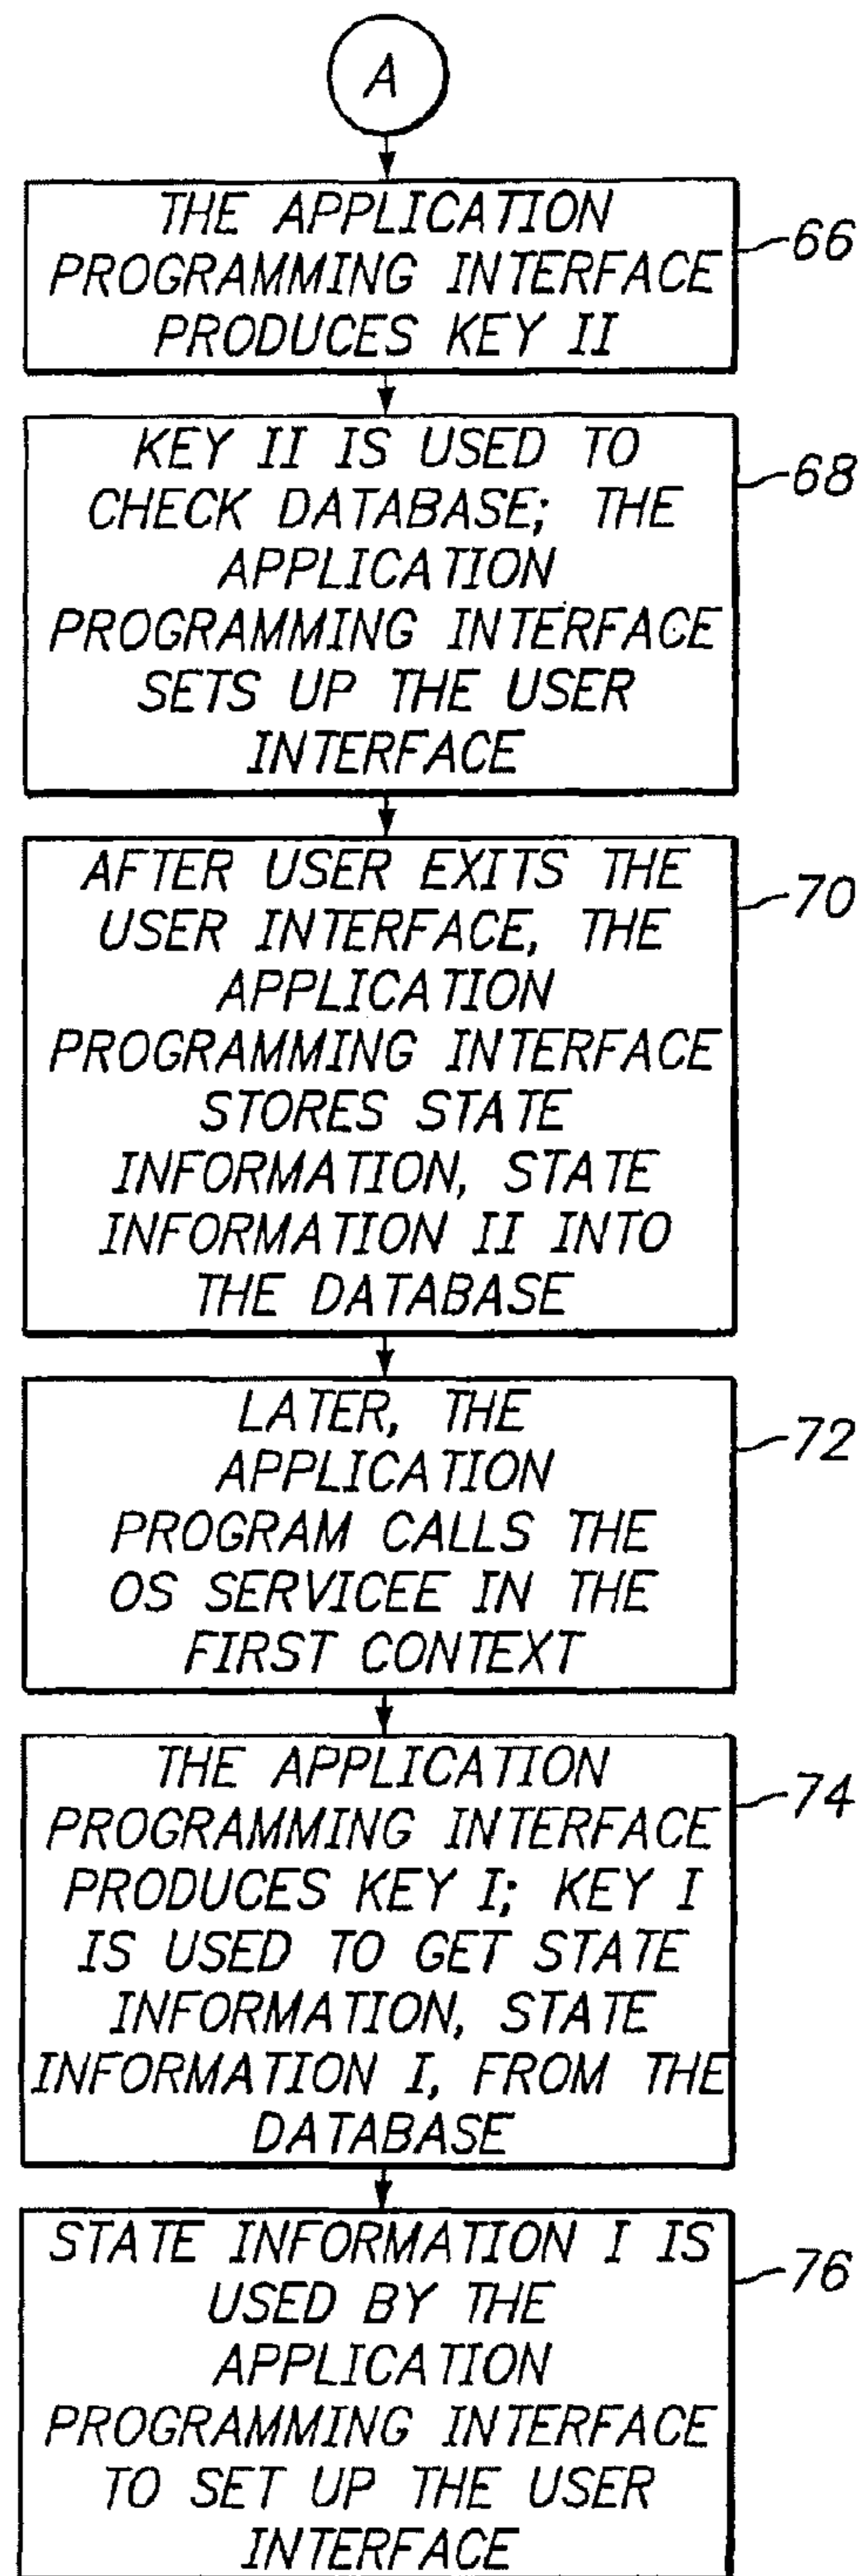 A
THE APPLICATION
PROGRAMMING INTERFACE
PRODUCES KEY II
66
KEY II IS USED TO
CHECK DATABASE; THE
APPLICATION
PROGRAMMING INTERFACE
SETS UP THE USER
INTERFACE
68
AFTER USER EXITS THE
USER INTERFACE, THE
APPLICATION
PROGRAMMING INTERFACE
STORES STATE
INFORMATION, STATE
INFORMATION II INTO
THE DATABASE
70
LATER, THE
APPLICATION
PROGRAM CALLS THE
OS SERVICEE IN THE
FIRST CONTEXT
72
THE APPLICATION
PROGRAMMING INTERFACE
PRODUCES KEY I; KEY I
IS USED TO GET STATE
INFORMATION, STATE
INFORMATION I, FROM THE
DATABASE
74
STATE INFORMATION I IS
USED BY THE
APPLICATION
PROGRAMMING INTERFACE
TO SET UP THE USER
INTERFACE
76